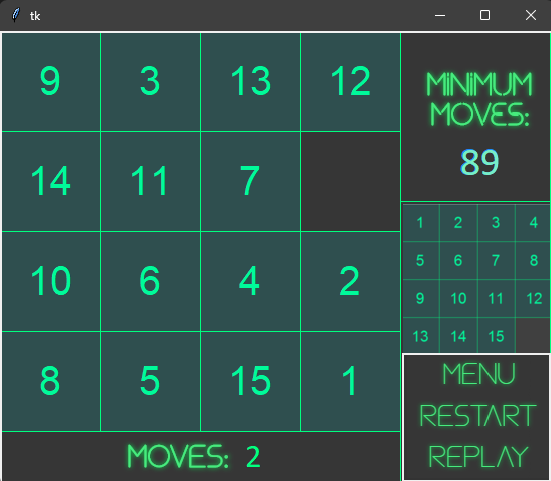 tk
9 3 13 12
14 11 7
10 6 4 2
8 5 15 1
MOVES: 2
MINIMUM
MOVES:
89
1 2 3 4
5 6 7 8
9 10 11 12
13 14 15
MENU
RESTART
REPLAY